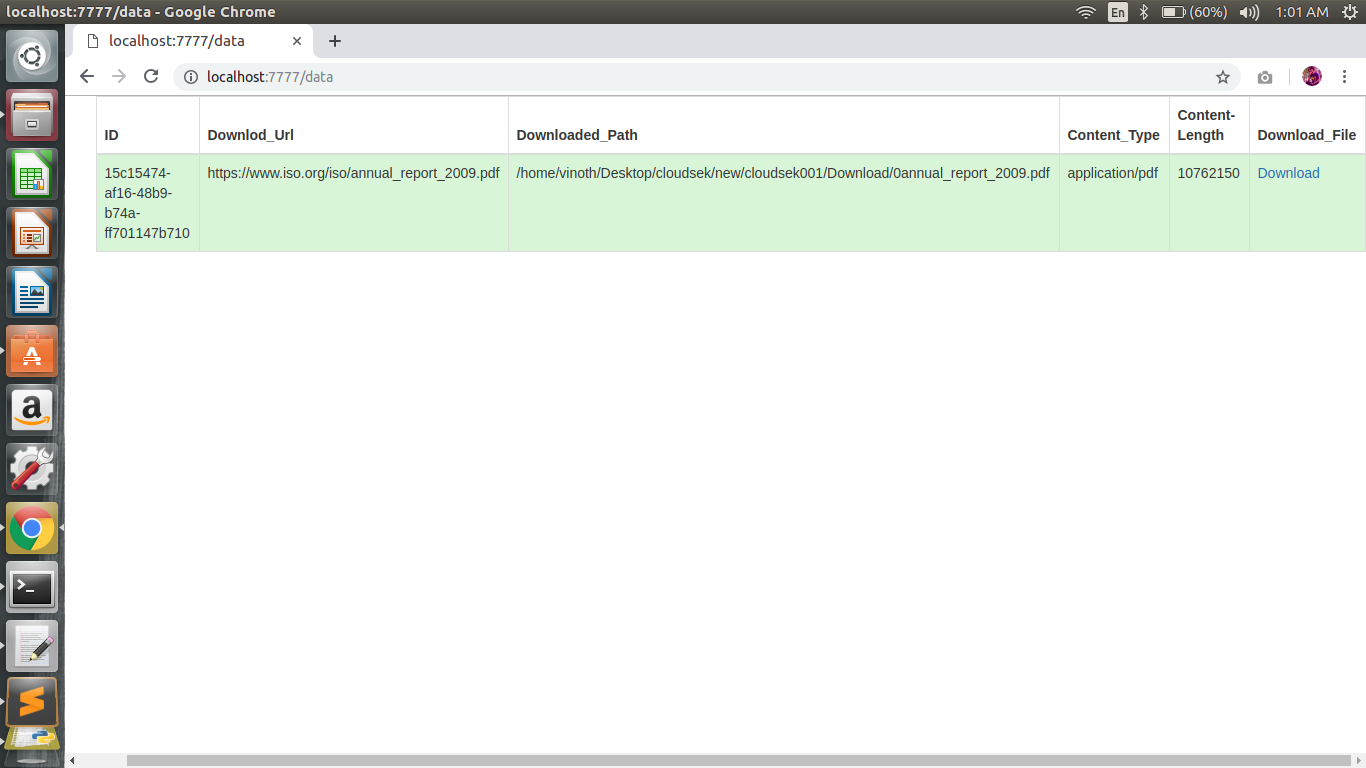 localhost:7777/data - Google Chrome
En
(60%)
1:01 AM
localhost:7777/data
localhost:7777/data
ID
Downlod_Url
Downloaded_Path
Content_Type
Content-
Length
Download_File
15c15474-
af16-48b9-
b74a-
ff701147b710
https://www.iso.org/iso/annual_report_2009.pdf
/home/vinoth/Desktop/cloudsek/new/cloudsek001/Download/0annual_report_2009.pdf
application/pdf
10762150
Download